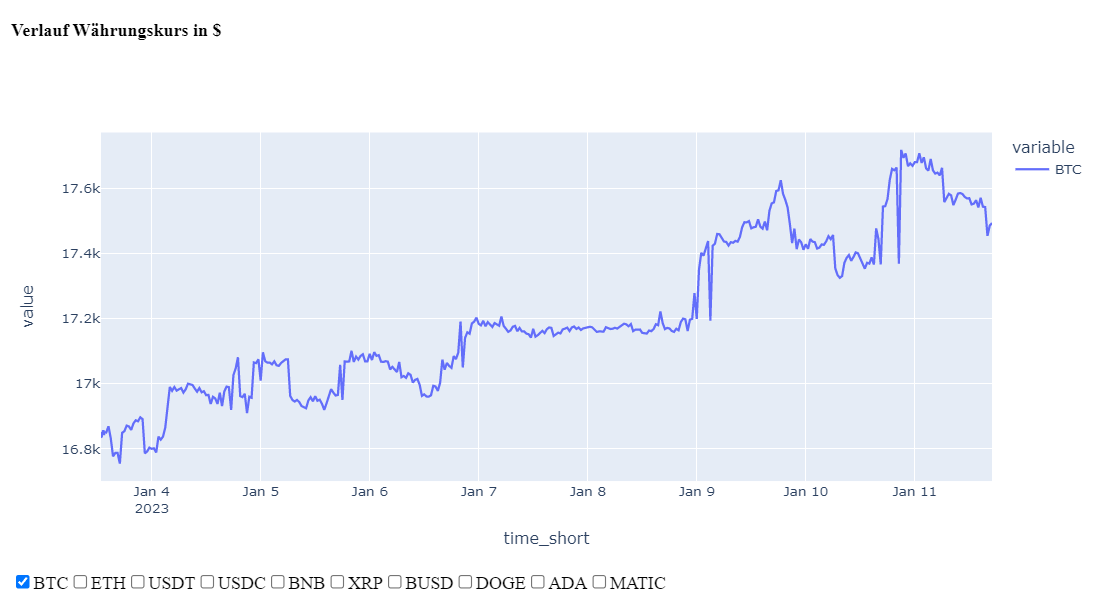 Verlauf Währungskurs in $
variable
BTC
17.6k
17.4k
17.2k
17k
16.8k
value
Jan 4 Jan 5 Jan 6 Jan 7 Jan 8 Jan 9 Jan 10 Jan 11
2023
time_short
BTC ETH USDT USDC BNB XRP BUSD DOGE ADA MATIC